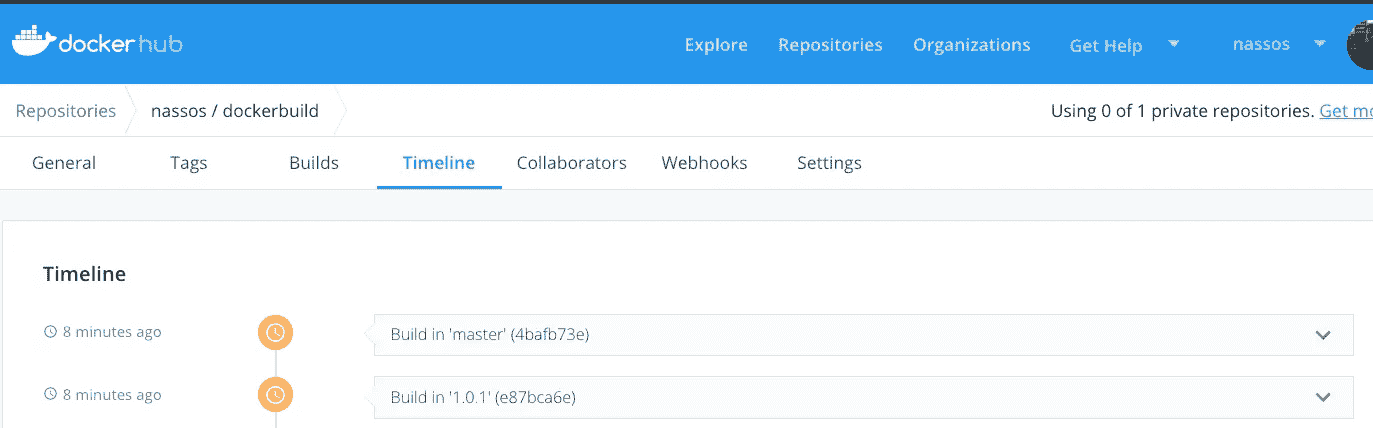 docker hub Explore Repositories Organizations Get Help nassos
Repositories nassos / dockerbuild Using 0 of 1 private repositories. Get
General Tags Builds Timeline Collaborators Webhooks Settings
Timeline
8 minutes ago Build in 'master' (4bafb73e)
8 minutes ago Build in '1.0.1' (e87bca6e)